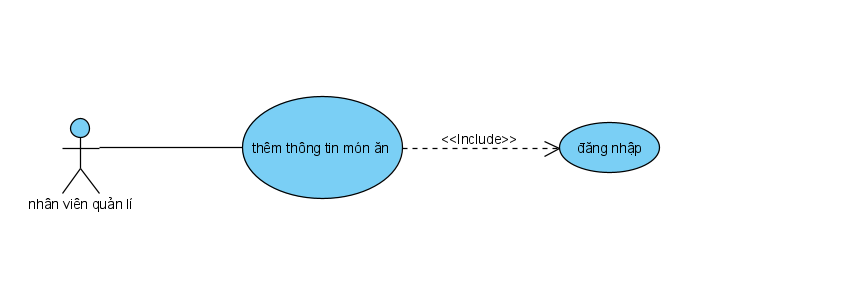 <<Include>>
thêm thông tin món ăn
đăng nhập
nhân viên quản lí